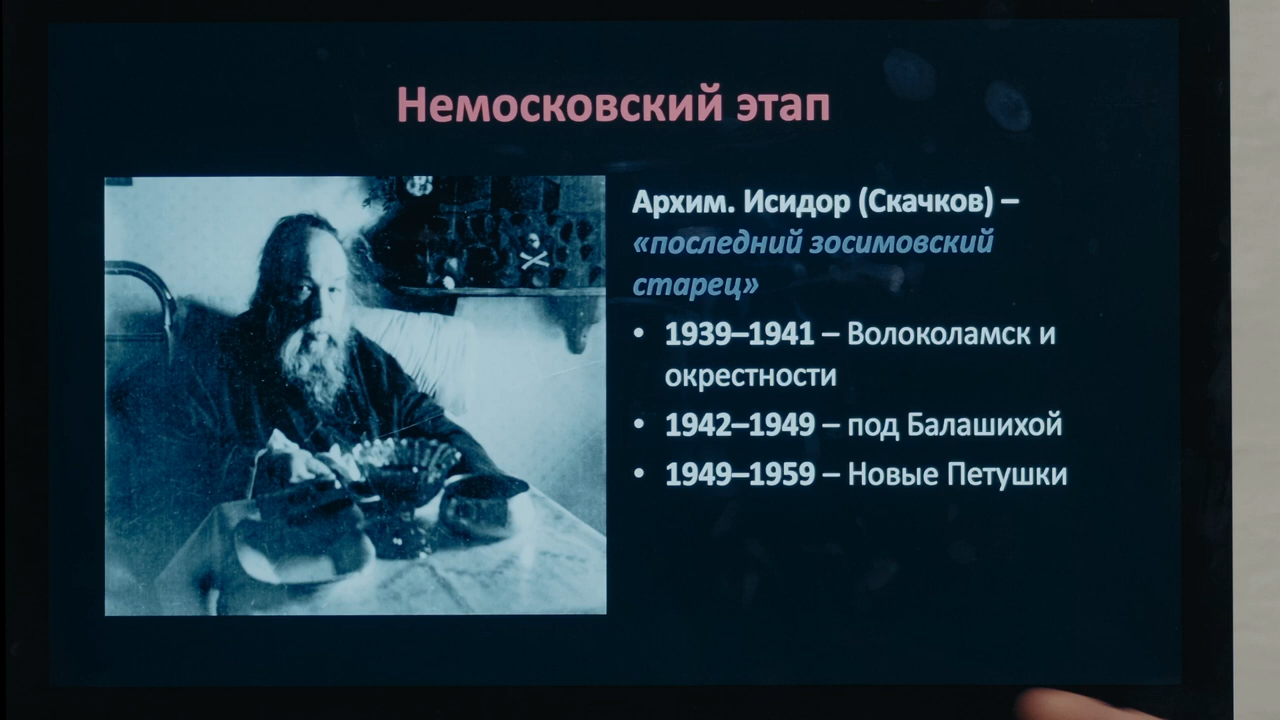 Немосковский этап
Архим. Исидор (Скачков) –
«последний зосимовский
старец»
• 1939–1941 – Волоколамск и
окрестности
• 1942–1949 – под Балашихой
• 1949–1959 – Новые Петушки